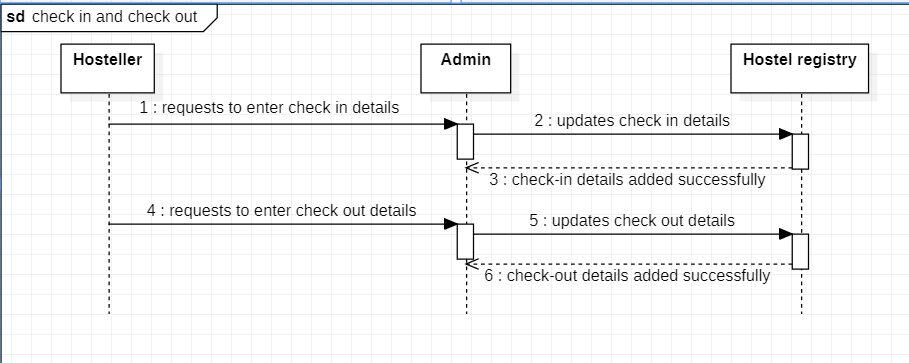 sd check in and check out
Hosteller
Admin
Hostel registry
1 : requests to enter check in details
2 : updates check in details
3 : check-in details added successfully
4 : requests to enter check out details
5 : updates check out details
6 : check-out details added successfully